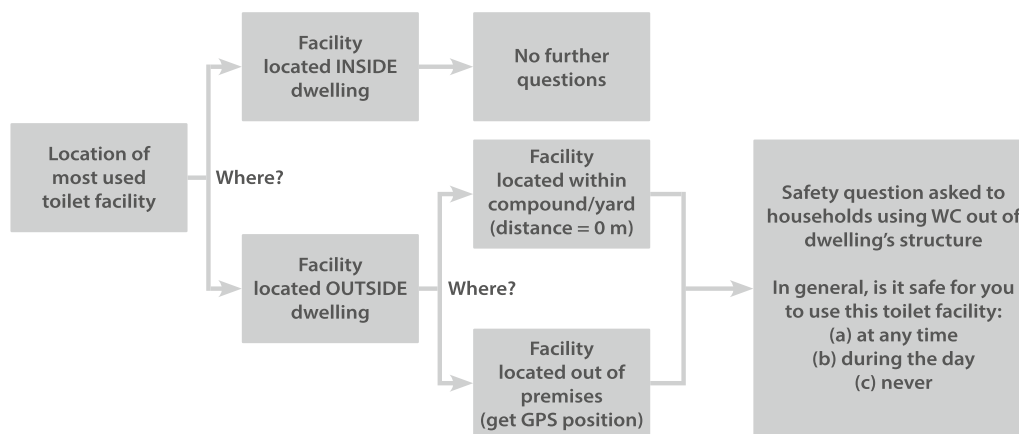 Location of
most used
toilet facility
Where?
Facility
located INSIDE
dwelling
No further
questions
Facility
located OUTSIDE
dwelling
Where?
Facility
located within
compound/yard
(distance = 0 m)
Facility
located out of
premises
(get GPS position)
Safety question asked to
households using WC out of
dwelling’s structure
In general, is it safe for you
to use this toilet facility:
(a) at any time
(b) during the day
(c) never